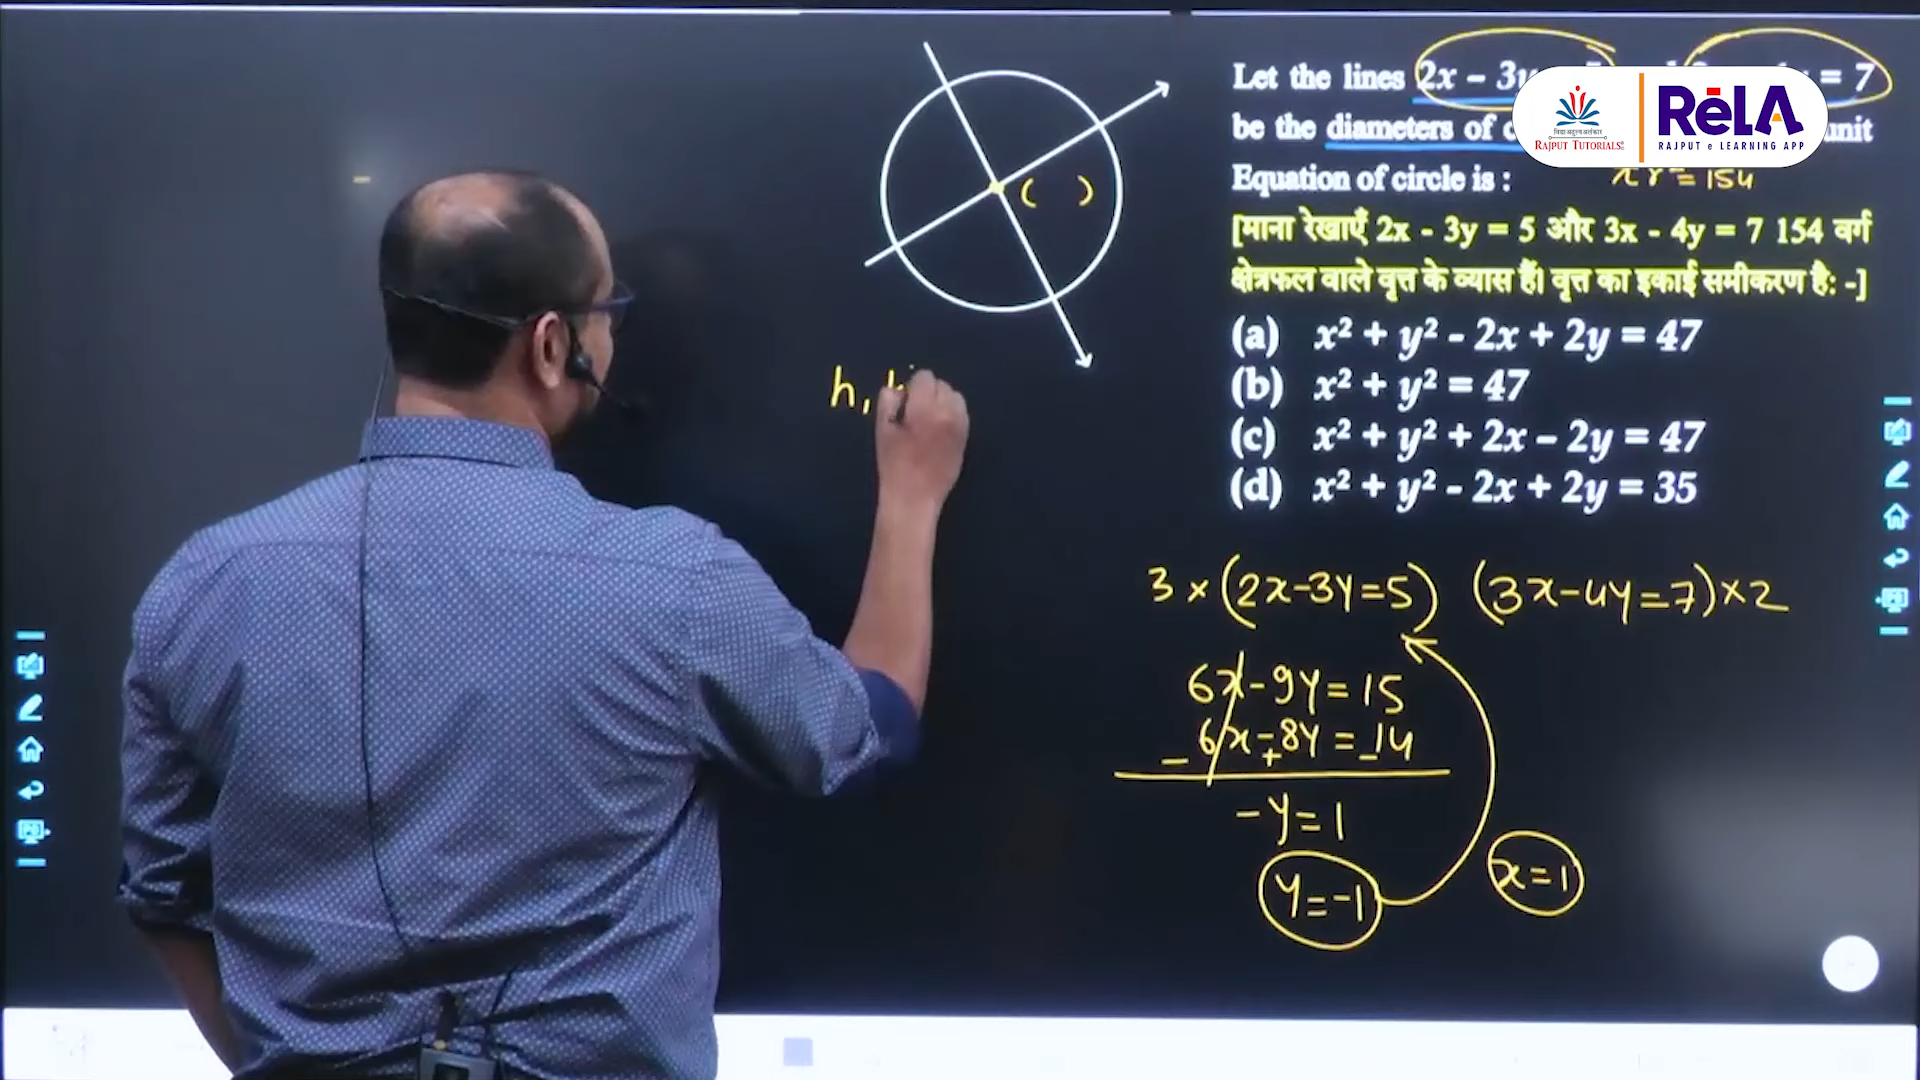 Let the lines 2x – 3y = 7
be the diameters of unit
Equation of circle is :
= 154
[माना रेखाएँ 2x - 3y = 5 और 3x - 4y = 7 154 वर्ग
क्षेत्रफल वाले वृत्त के व्यास हैं। वृत्त का इकाई समीकरण है: -]
(a) x² + y² - 2x + 2y = 47
(b) x² + y² = 47
(c) x² + y² + 2x – 2y = 47
(d) x² + y² - 2x + 2y = 35
RAJPUT TUTORIALS
RēLA
RAJPUT e LEARNING APP
( )
h,
3 × (2x-3y=5) (3x-4y=7)×2
6x-9y=15
6x-8y=14
- + -
-y=1
y=-1
x=1